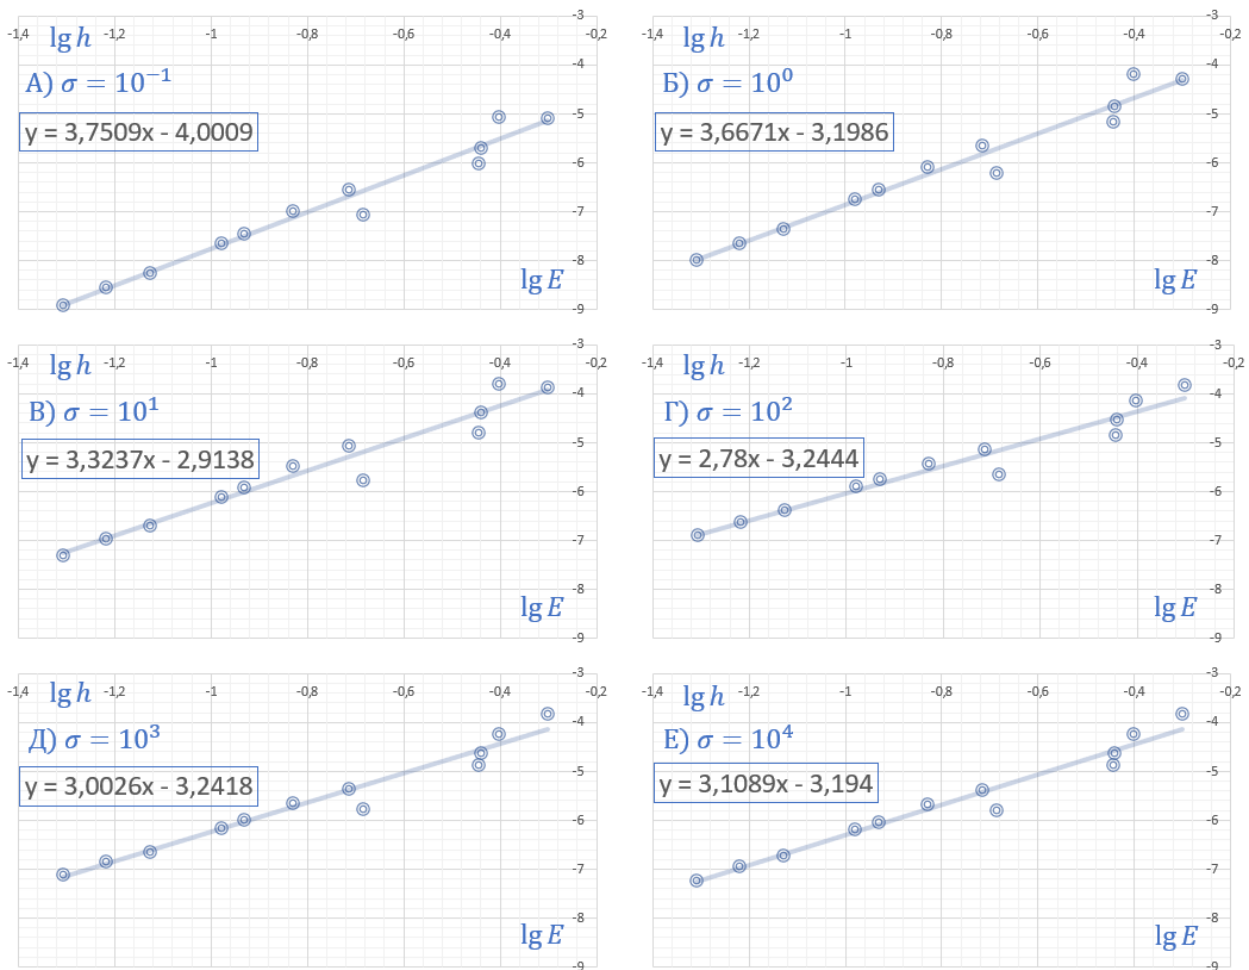 -1,4 lg h -1,2 -1 -0,8 -0,6 -0,4 -0,2
-3
А) σ = 10⁻¹
-4
y = 3,7509x - 4,0009
-5
-6
-7
lg E
-8
-9
-1,4 lg h -1,2 -1 -0,8 -0,6 -0,4 -0,2
-3
Б) σ = 10⁰
-4
y = 3,6671x - 3,1986
-5
-6
-7
lg E
-8
-9
-1,4 lg h -1,2 -1 -0,8 -0,6 -0,4 -0,2
-3
В) σ = 10¹
-4
y = 3,3237x - 2,9138
-5
-6
-7
-8
lg E
-9
-1,4 lg h -1,2 -1 -0,8 -0,6 -0,4 -0,2
-3
Г) σ = 10²
-4
y = 2,78x - 3,2444
-5
-6
-7
-8
lg E
-9
-1,4 lg h -1,2 -1 -0,8 -0,6 -0,4 -0,2
-3
Д) σ = 10³
-4
y = 3,0026x - 3,2418
-5
-6
-7
-8
lg E
-9
-1,4 lg h -1,2 -1 -0,8 -0,6 -0,4 -0,2
-3
Е) σ = 10⁴
-4
y = 3,1089x - 3,194
-5
-6
-7
-8
lg E
-9